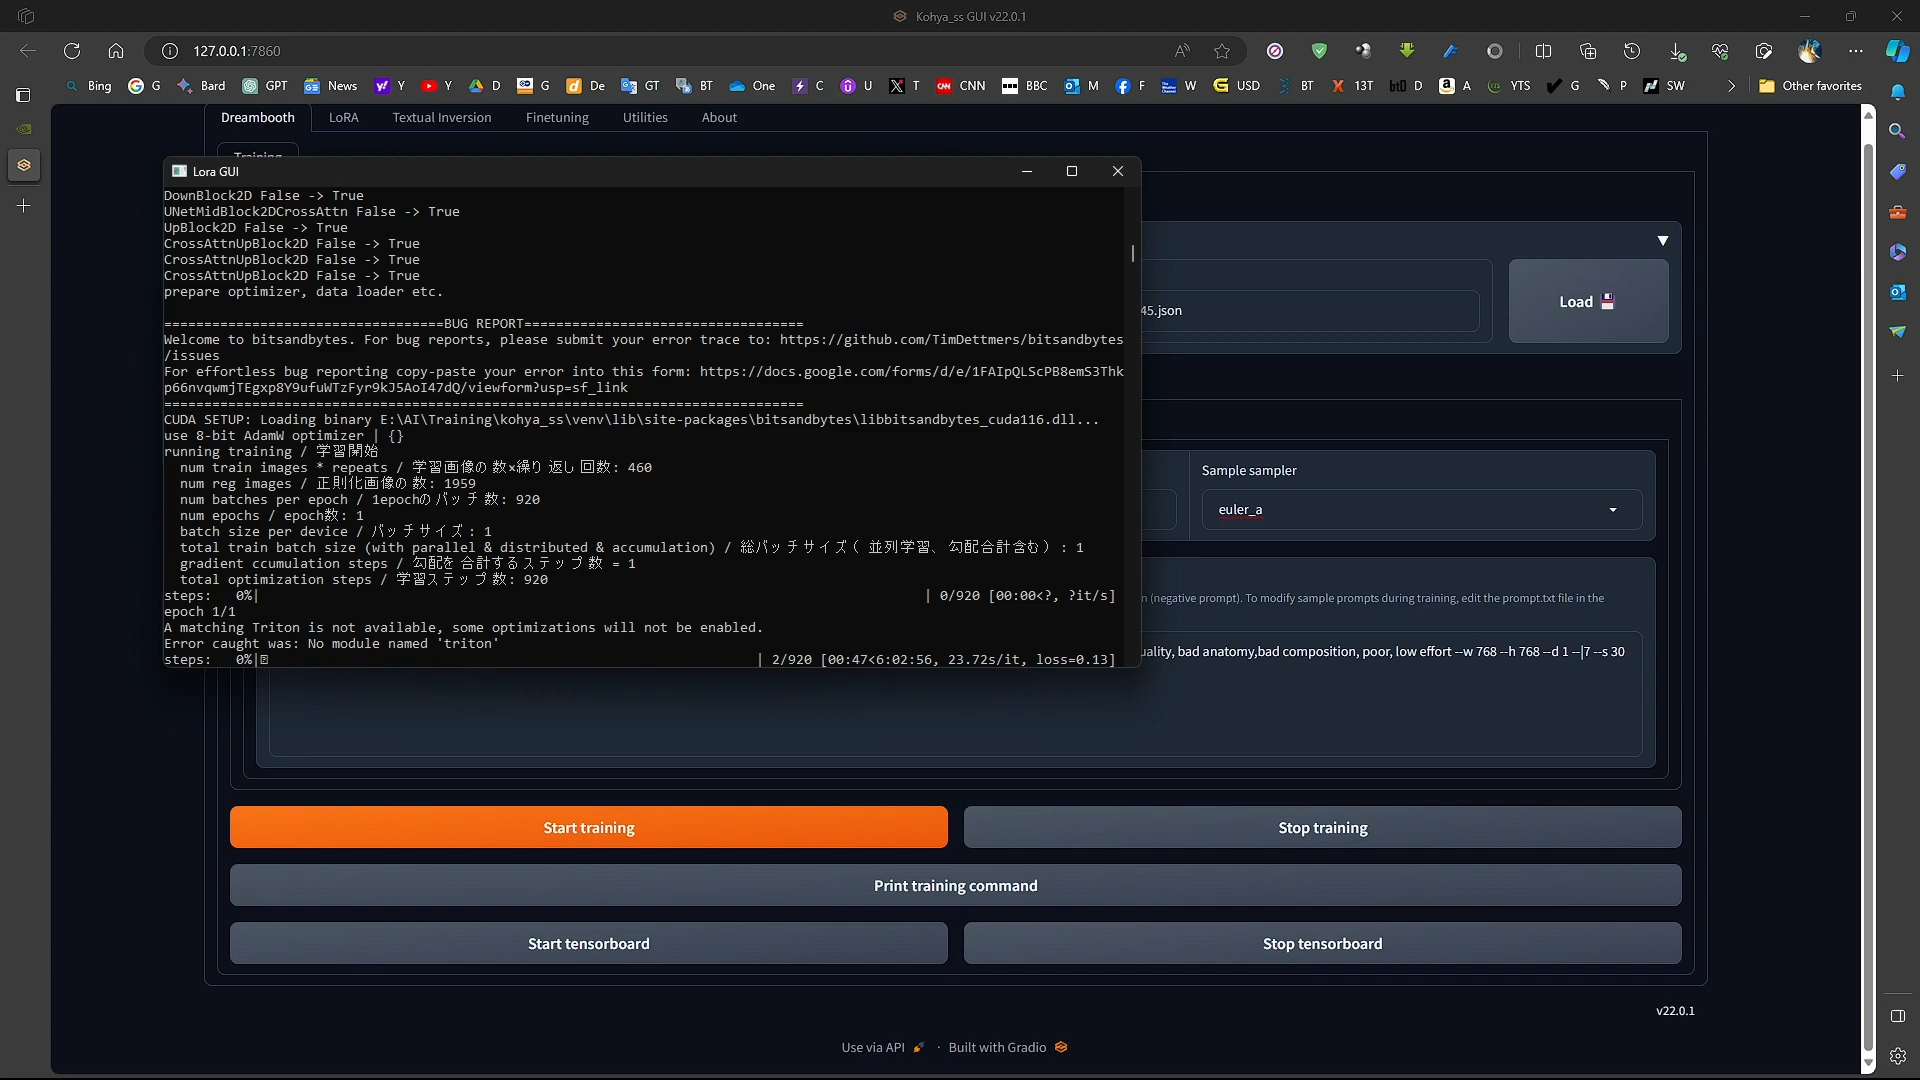 Kohya_ss GUI v22.0.1
127.0.0.1:7860
Bing G Bard GPT News Y Y D G De GT BT One C U T CNN BBC M F W USD BT 13T D A YTS G P SW Other favorites
Dreambooth LoRA Textual Inversion Finetuning Utilities About
Training
Lora GUI
DownBlock2D False -> True
UNetMidBlock2DCrossAttn False -> True
UpBlock2D False -> True
CrossAttnUpBlock2D False -> True
CrossAttnUpBlock2D False -> True
CrossAttnUpBlock2D False -> True
prepare optimizer, data loader etc.
===================================BUG REPORT===================================
Welcome to bitsandbytes. For bug reports, please submit your error trace to: https://github.com/TimDettmers/bitsandbytes
/issues
For effortless bug reporting copy-paste your error into this form: https://docs.google.com/forms/d/e/1FAIpQLScPB8emS3Thk
p66nvqwmjTEgxp8Y9ufuWTzFyr9kJ5AoI47dQ/viewform?usp=sf_link
================================================================================
CUDA SETUP: Loading binary E:\AI\Training\kohya_ss\venv\lib\site-packages\bitsandbytes\libbitsandbytes_cuda116.dll...
use 8-bit AdamW optimizer | {}
running training / 学習開始
num train images * repeats / 学習画像の数×繰り返し回数: 460
num reg images / 正則化画像の数: 1959
num batches per epoch / 1epochのバッチ数: 920
num epochs / epoch数: 1
batch size per device / バッチサイズ: 1
total train batch size (with parallel & distributed & accumulation) / 総バッチサイズ(並列学習、勾配合計含む): 1
gradient ccumulation steps / 勾配を合計するステップ数 = 1
total optimization steps / 学習ステップ数: 920
steps: 0%| | 0/920 [00:00<?, ?it/s]
epoch 1/1
A matching Triton is not available, some optimizations will not be enabled.
Error caught was: No module named 'triton'
steps: 0%| | 2/920 [00:47<6:02:56, 23.72s/it, loss=0.13]
▼
45.json
Load 💾
Sample sampler
euler_a
n (negative prompt). To modify sample prompts during training, edit the prompt.txt file in the
uality, bad anatomy,bad composition, poor, low effort --w 768 --h 768 --d 1 --l 7 --s 30
Start training
Stop training
Print training command
Start tensorboard
Stop tensorboard
v22.0.1
Use via API 🚀 · Built with Gradio